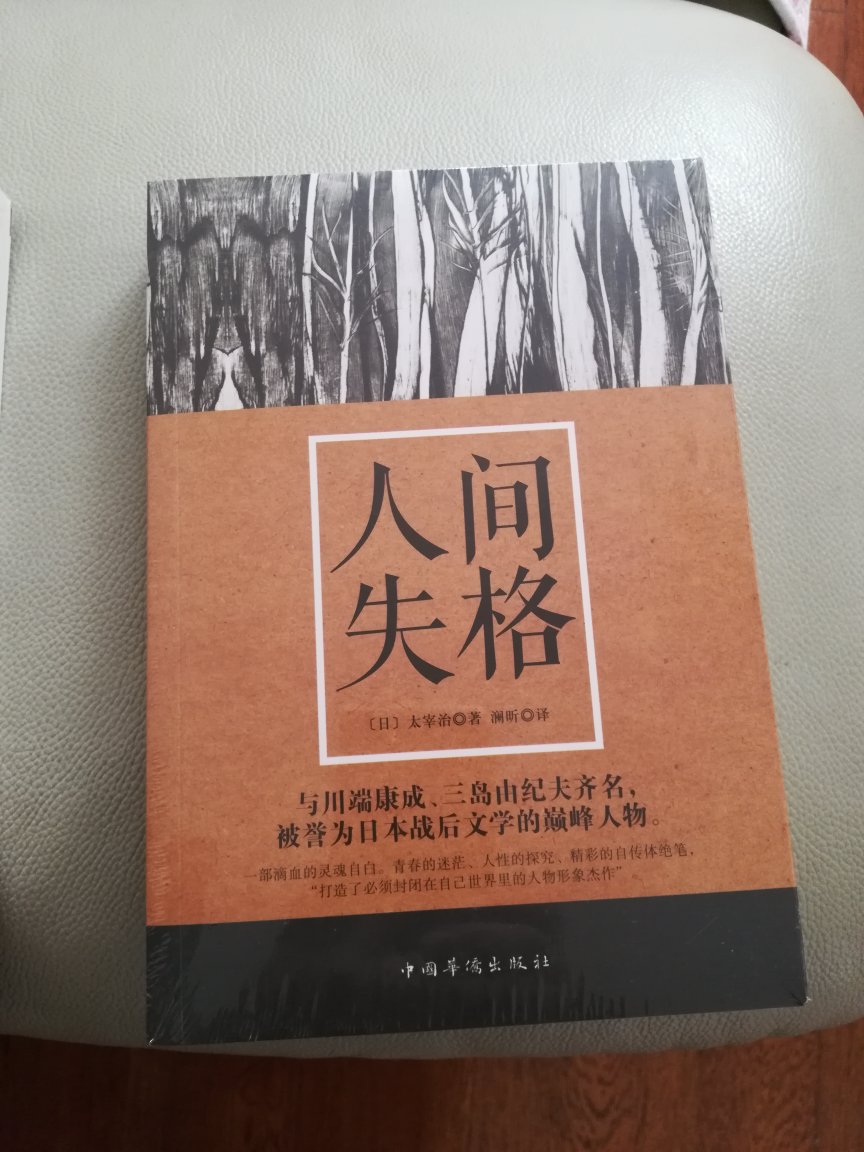 人间
失格
〔日〕太宰治◎著 澜昕◎译
与川端康成、三岛由纪夫齐名，
被誉为日本战后文学的巅峰人物。
一部滴血的灵魂自白。青春的迷茫、人性的探究、精彩的自传体绝笔，
“打造了必须封闭在自己世界里的人物形象杰作”
中国华侨出版社